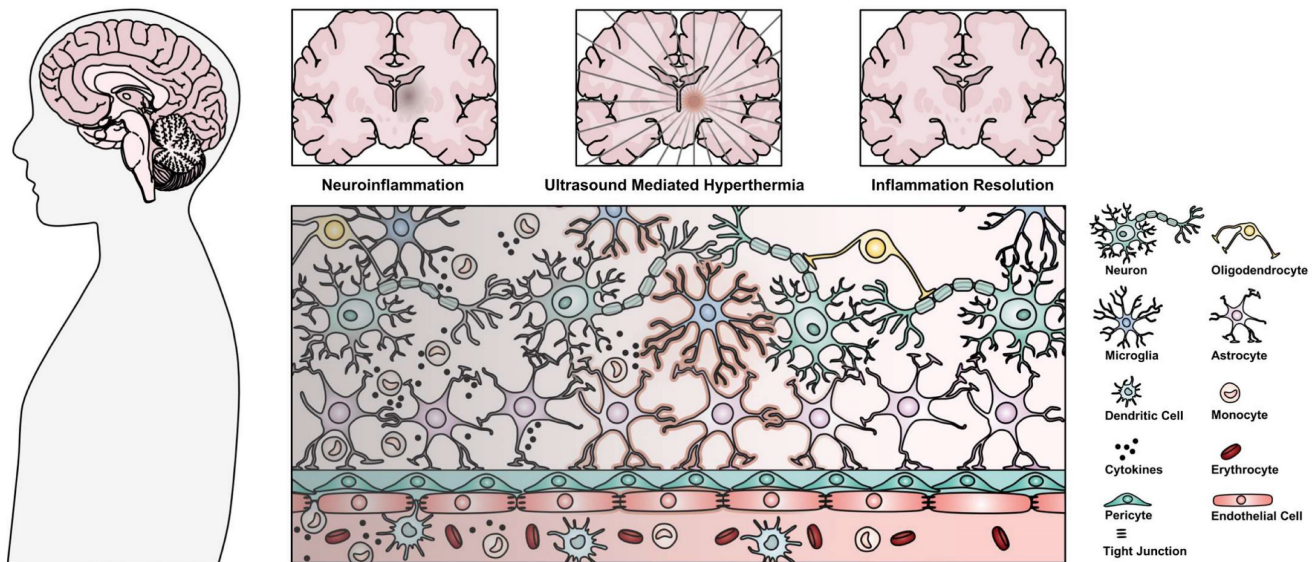 Neuroinflammation
Ultrasound Mediated Hyperthermia
Inflammation Resolution
Neuron
Oligodendrocyte
Microglia
Astrocyte
Dendritic Cell
Monocyte
Cytokines
Erythrocyte
Pericyte
Endothelial Cell
Tight Junction